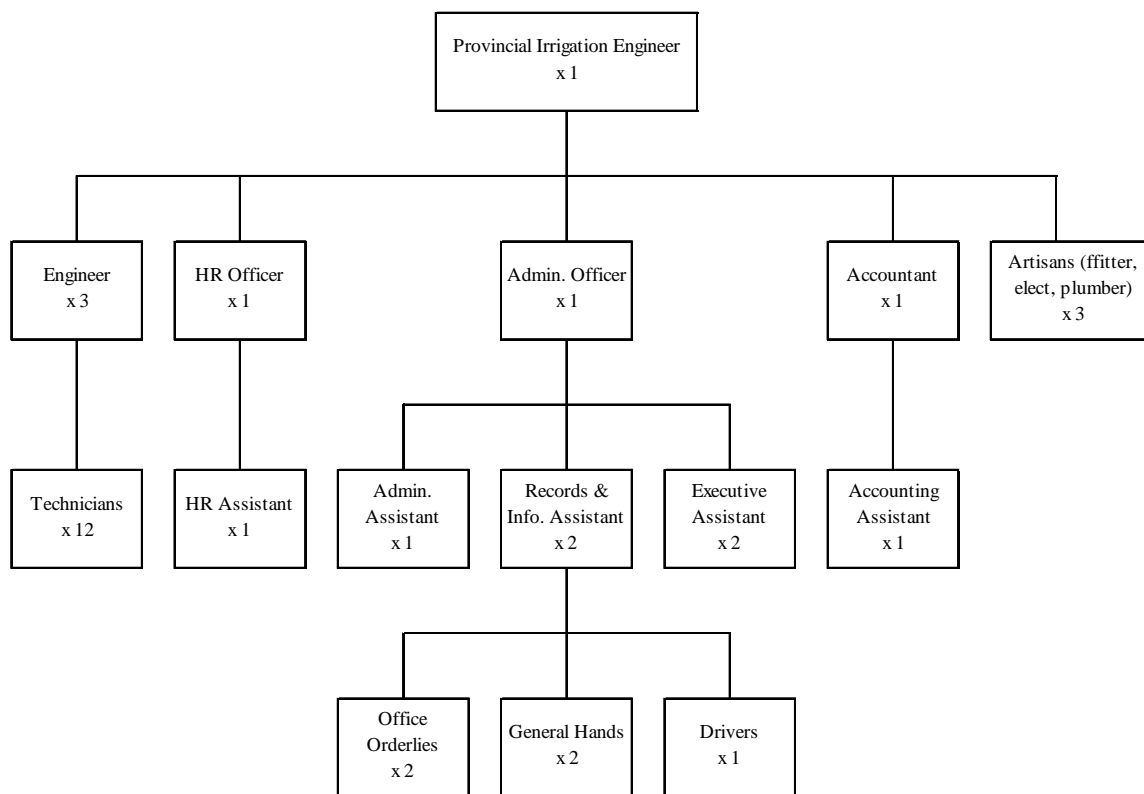 Provincial Irrigation Engineer
x 1
Engineer
x 3
HR Officer
x 1
Admin. Officer
x 1
Accountant
x 1
Artisans (ffitter,
elect, plumber)
x 3
Technicians
x 12
HR Assistant
x 1
Admin.
Assistant
x 1
Records &
Info. Assistant
x 2
Executive
Assistant
x 2
Accounting
Assistant
x 1
Office
Orderlies
x 2
General Hands
x 2
Drivers
x 1